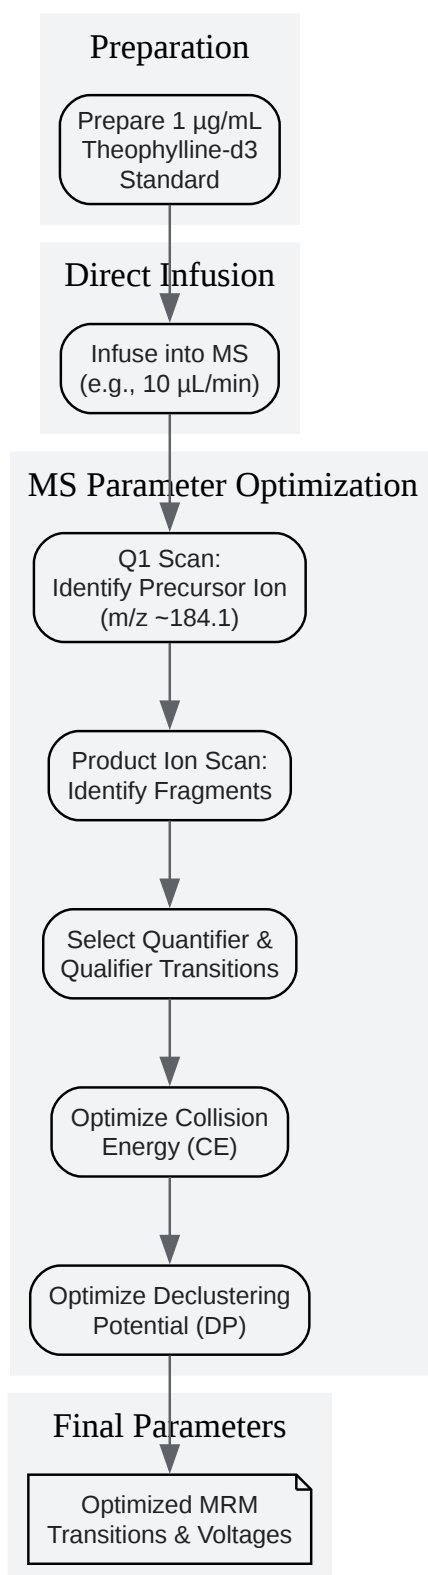 Preparation
Prepare 1 µg/mL
Theophylline-d3
Standard
Direct Infusion
Infuse into MS
(e.g., 10 µL/min)
MS Parameter Optimization
Q1 Scan:
Identify Precursor Ion
(m/z ~184.1)
Product Ion Scan:
Identify Fragments
Select Quantifier &
Qualifier Transitions
Optimize Collision
Energy (CE)
Optimize Declustering
Potential (DP)
Final Parameters
Optimized MRM
Transitions & Voltages